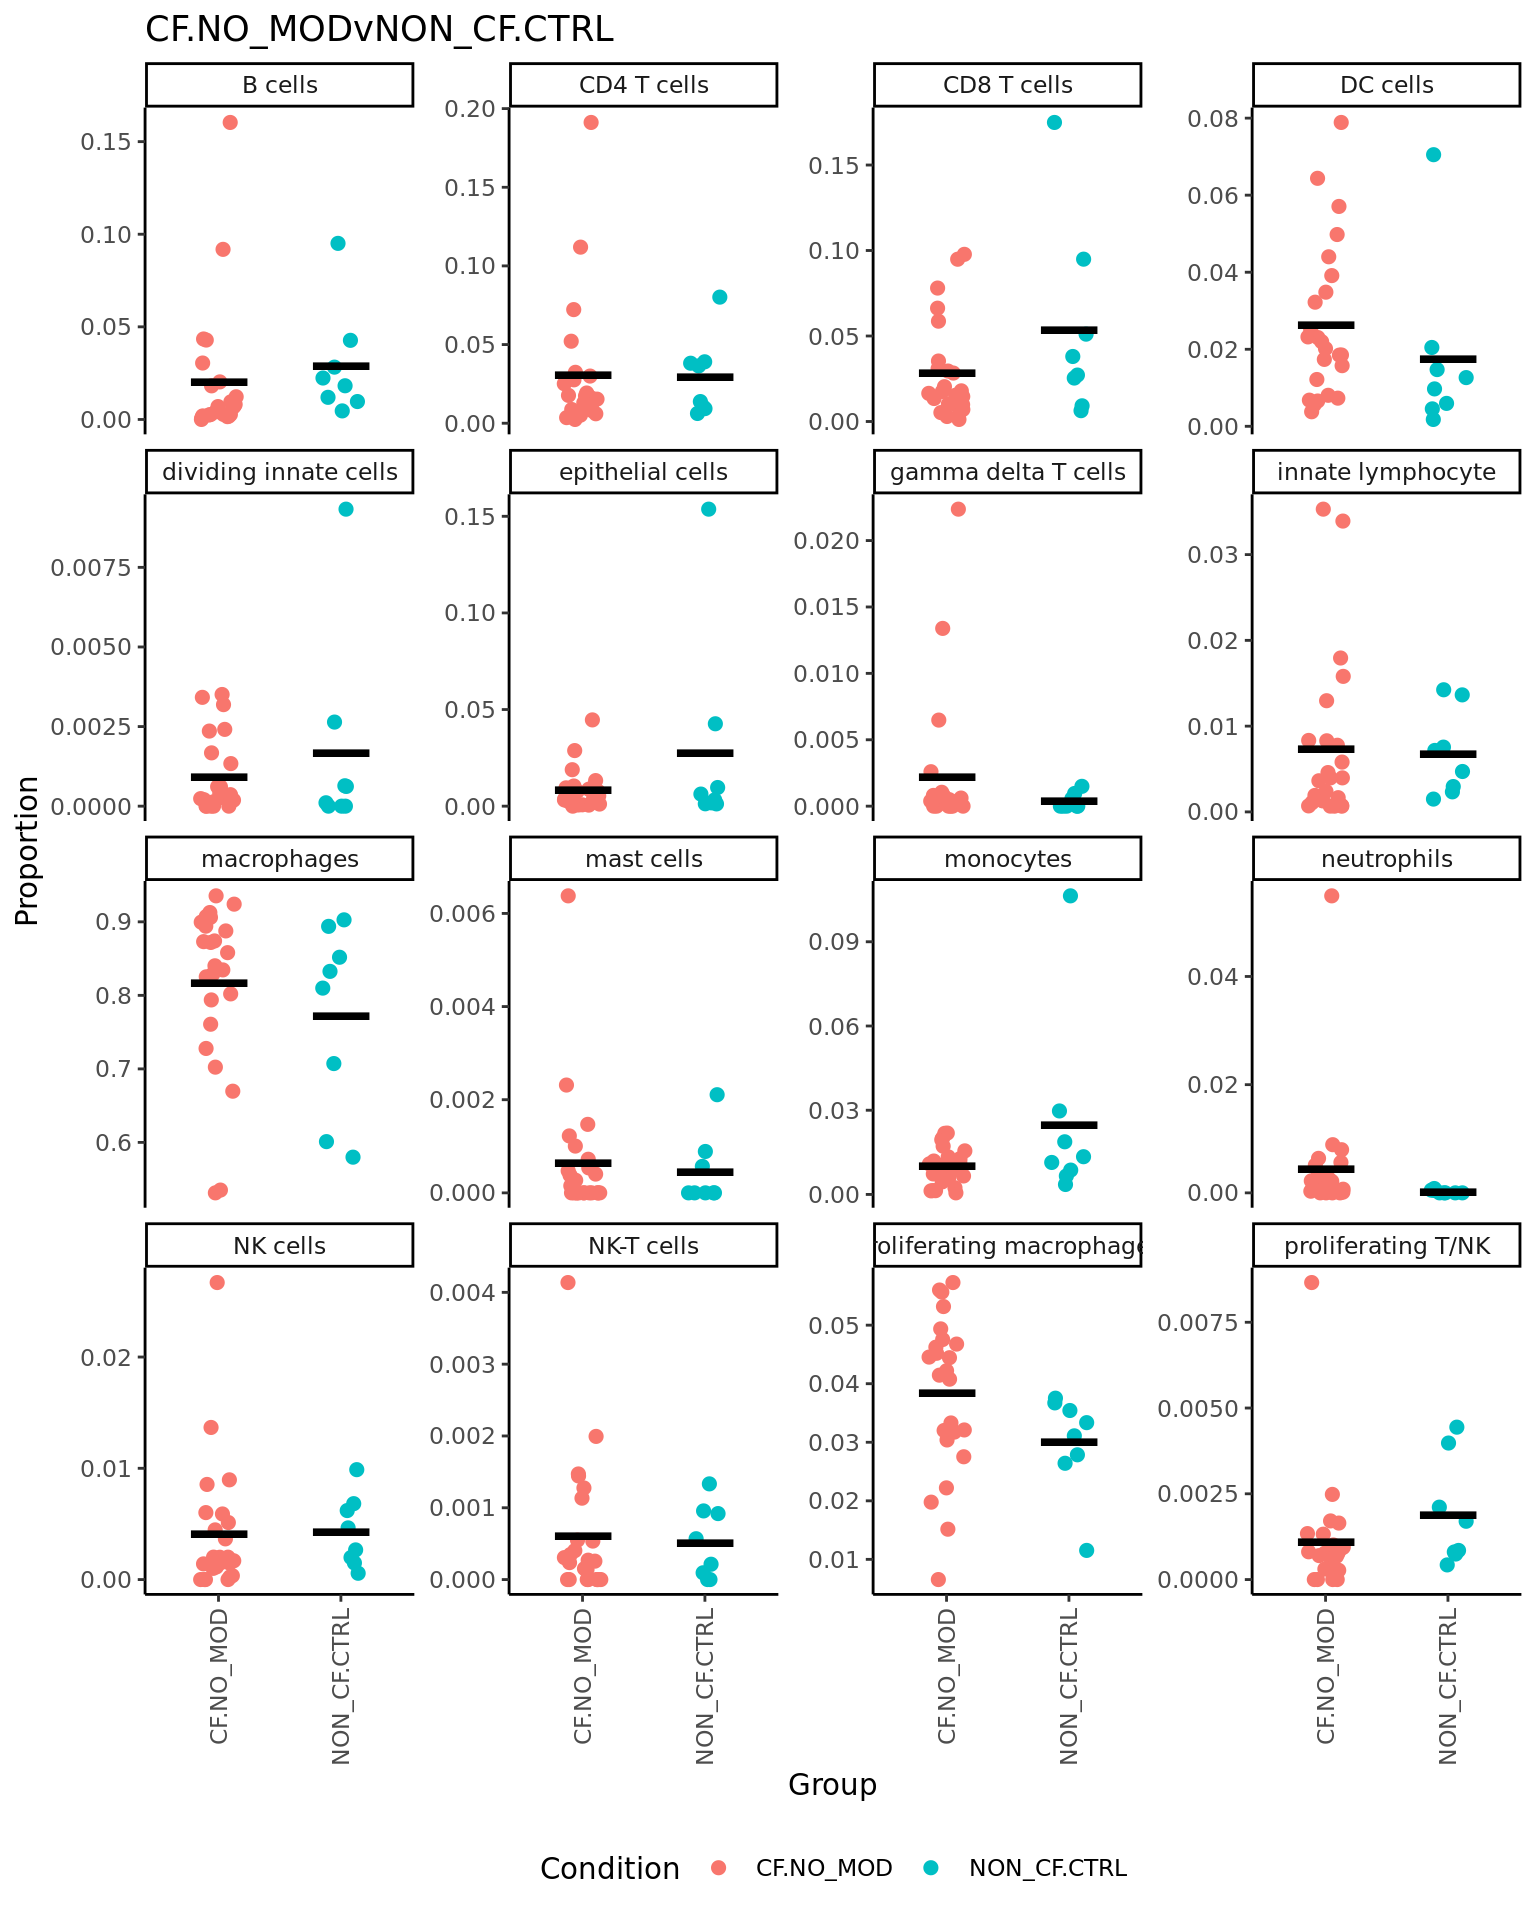 CF.NO_MODvNON_CF.CTRL
B cells
CD4 T cells
CD8 T cells
DC cells
0.15
0.10
0.05
0.00
0.20
0.15
0.10
0.05
0.00
0.15
0.10
0.05
0.00
0.08
0.06
0.04
0.02
0.00
dividing innate cells
epithelial cells
gamma delta T cells
innate lymphocyte
0.0075
0.0050
0.0025
0.0000
0.15
0.10
0.05
0.00
0.020
0.015
0.010
0.005
0.000
0.03
0.02
0.01
0.00
Proportion
macrophages
mast cells
monocytes
neutrophils
0.9
0.8
0.7
0.6
0.006
0.004
0.002
0.000
0.09
0.06
0.03
0.00
0.04
0.02
0.00
NK cells
NK-T cells
roliferating macrophage
proliferating T/NK
0.02
0.01
0.00
0.004
0.003
0.002
0.001
0.000
0.05
0.04
0.03
0.02
0.01
0.0075
0.0050
0.0025
0.0000
CF.NO_MOD
NON_CF.CTRL
CF.NO_MOD
NON_CF.CTRL
CF.NO_MOD
NON_CF.CTRL
CF.NO_MOD
NON_CF.CTRL
Group
Condition CF.NO_MOD NON_CF.CTRL